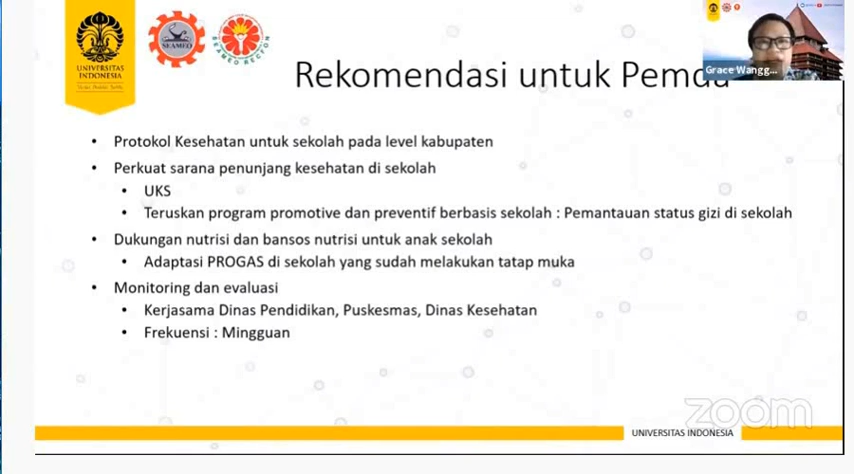 UNIVERSITAS
INDONESIA
SEAMEO
SEAMEO RECFON
Rekomendasi untuk Pemda
Grace Wangg...
• Protokol Kesehatan untuk sekolah pada level kabupaten
• Perkuat sarana penunjang kesehatan di sekolah
• UKS
• Teruskan program promotive dan preventif berbasis sekolah : Pemantauan status gizi di sekolah
• Dukungan nutrisi dan bansos nutrisi untuk anak sekolah
• Adaptasi PROGAS di sekolah yang sudah melakukan tatap muka
• Monitoring dan evaluasi
• Kerjasama Dinas Pendidikan, Puskesmas, Dinas Kesehatan
• Frekuensi : Mingguan
zoom
UNIVERSITAS INDONESIA